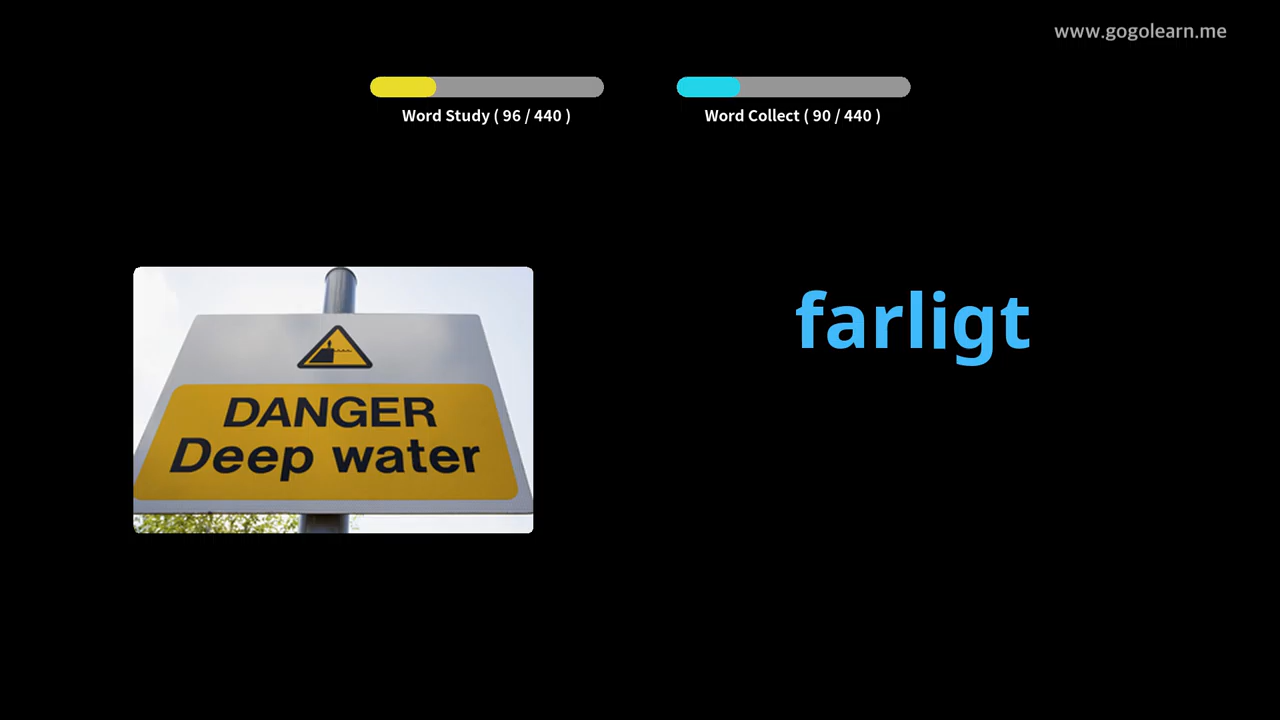 www.gogolearn.me
Word Study ( 96 / 440 )
Word Collect ( 90 / 440 )
DANGER
Deep water
farligt